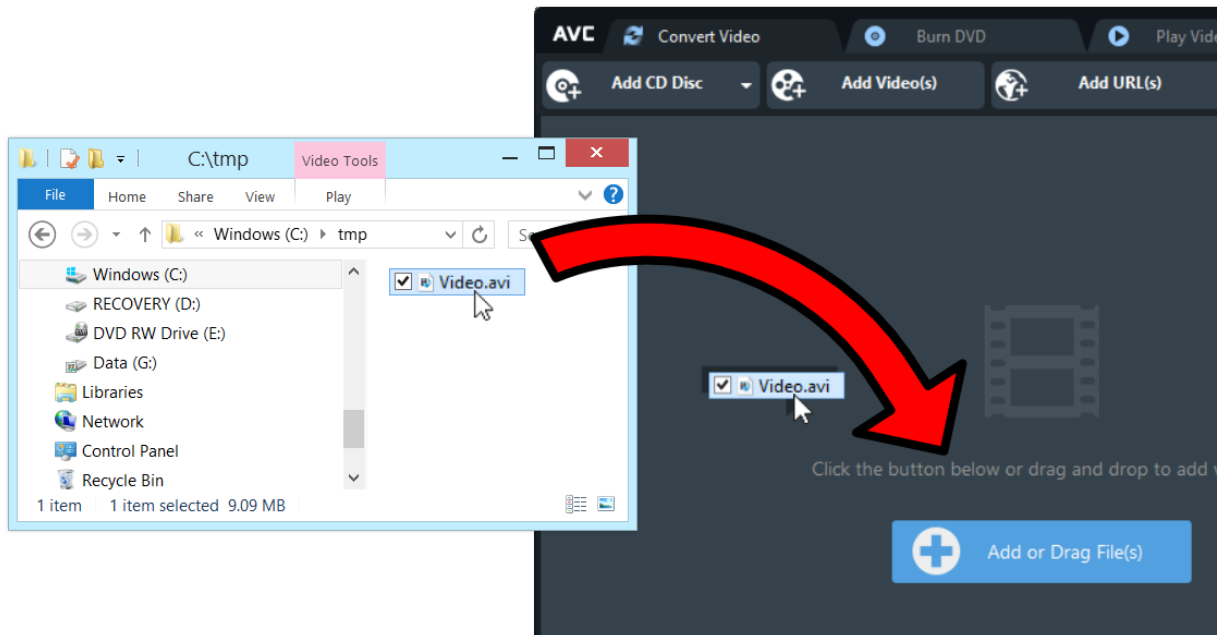 AVC Convert Video Burn DVD Play Vide
Add CD Disc Add Video(s) Add URL(s)
C:\tmp Video Tools
File Home Share View Play
« Windows (C:) tmp Se
Windows (C:)
Video.avi
RECOVERY (D:)
DVD RW Drive (E:)
Data (G:)
Libraries
Network
Control Panel
Recycle Bin
1 item 1 item selected 9.09 MB
Video.avi
Click the button below or drag and drop to add v
Add or Drag File(s)